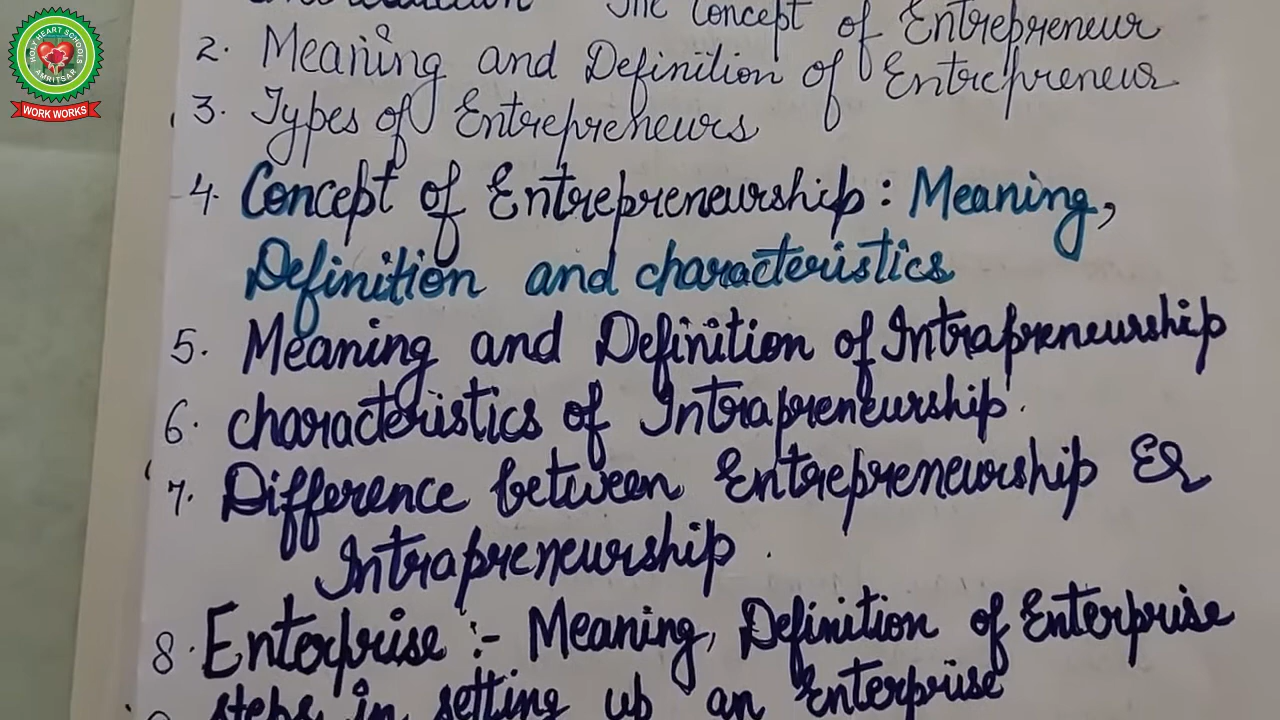 HOLY HEART SCHOOLS
AMRITSAR
WORK WORKS
Introduction The Concept of Entrepreneur
2. Meaning and Definition of Entrepreneur
3. Types of Entrepreneurs
4. Concept of Entrepreneurship: Meaning,
Definition and characteristics
5. Meaning and Definition of Intrapreneurship
6. characteristics of Intrapreneurship.
7. Difference between Entrepreneurship &
Intrapreneurship.
8. Enterprise :- Meaning, Definition of Enterprise
steps in setting up an Enterprise